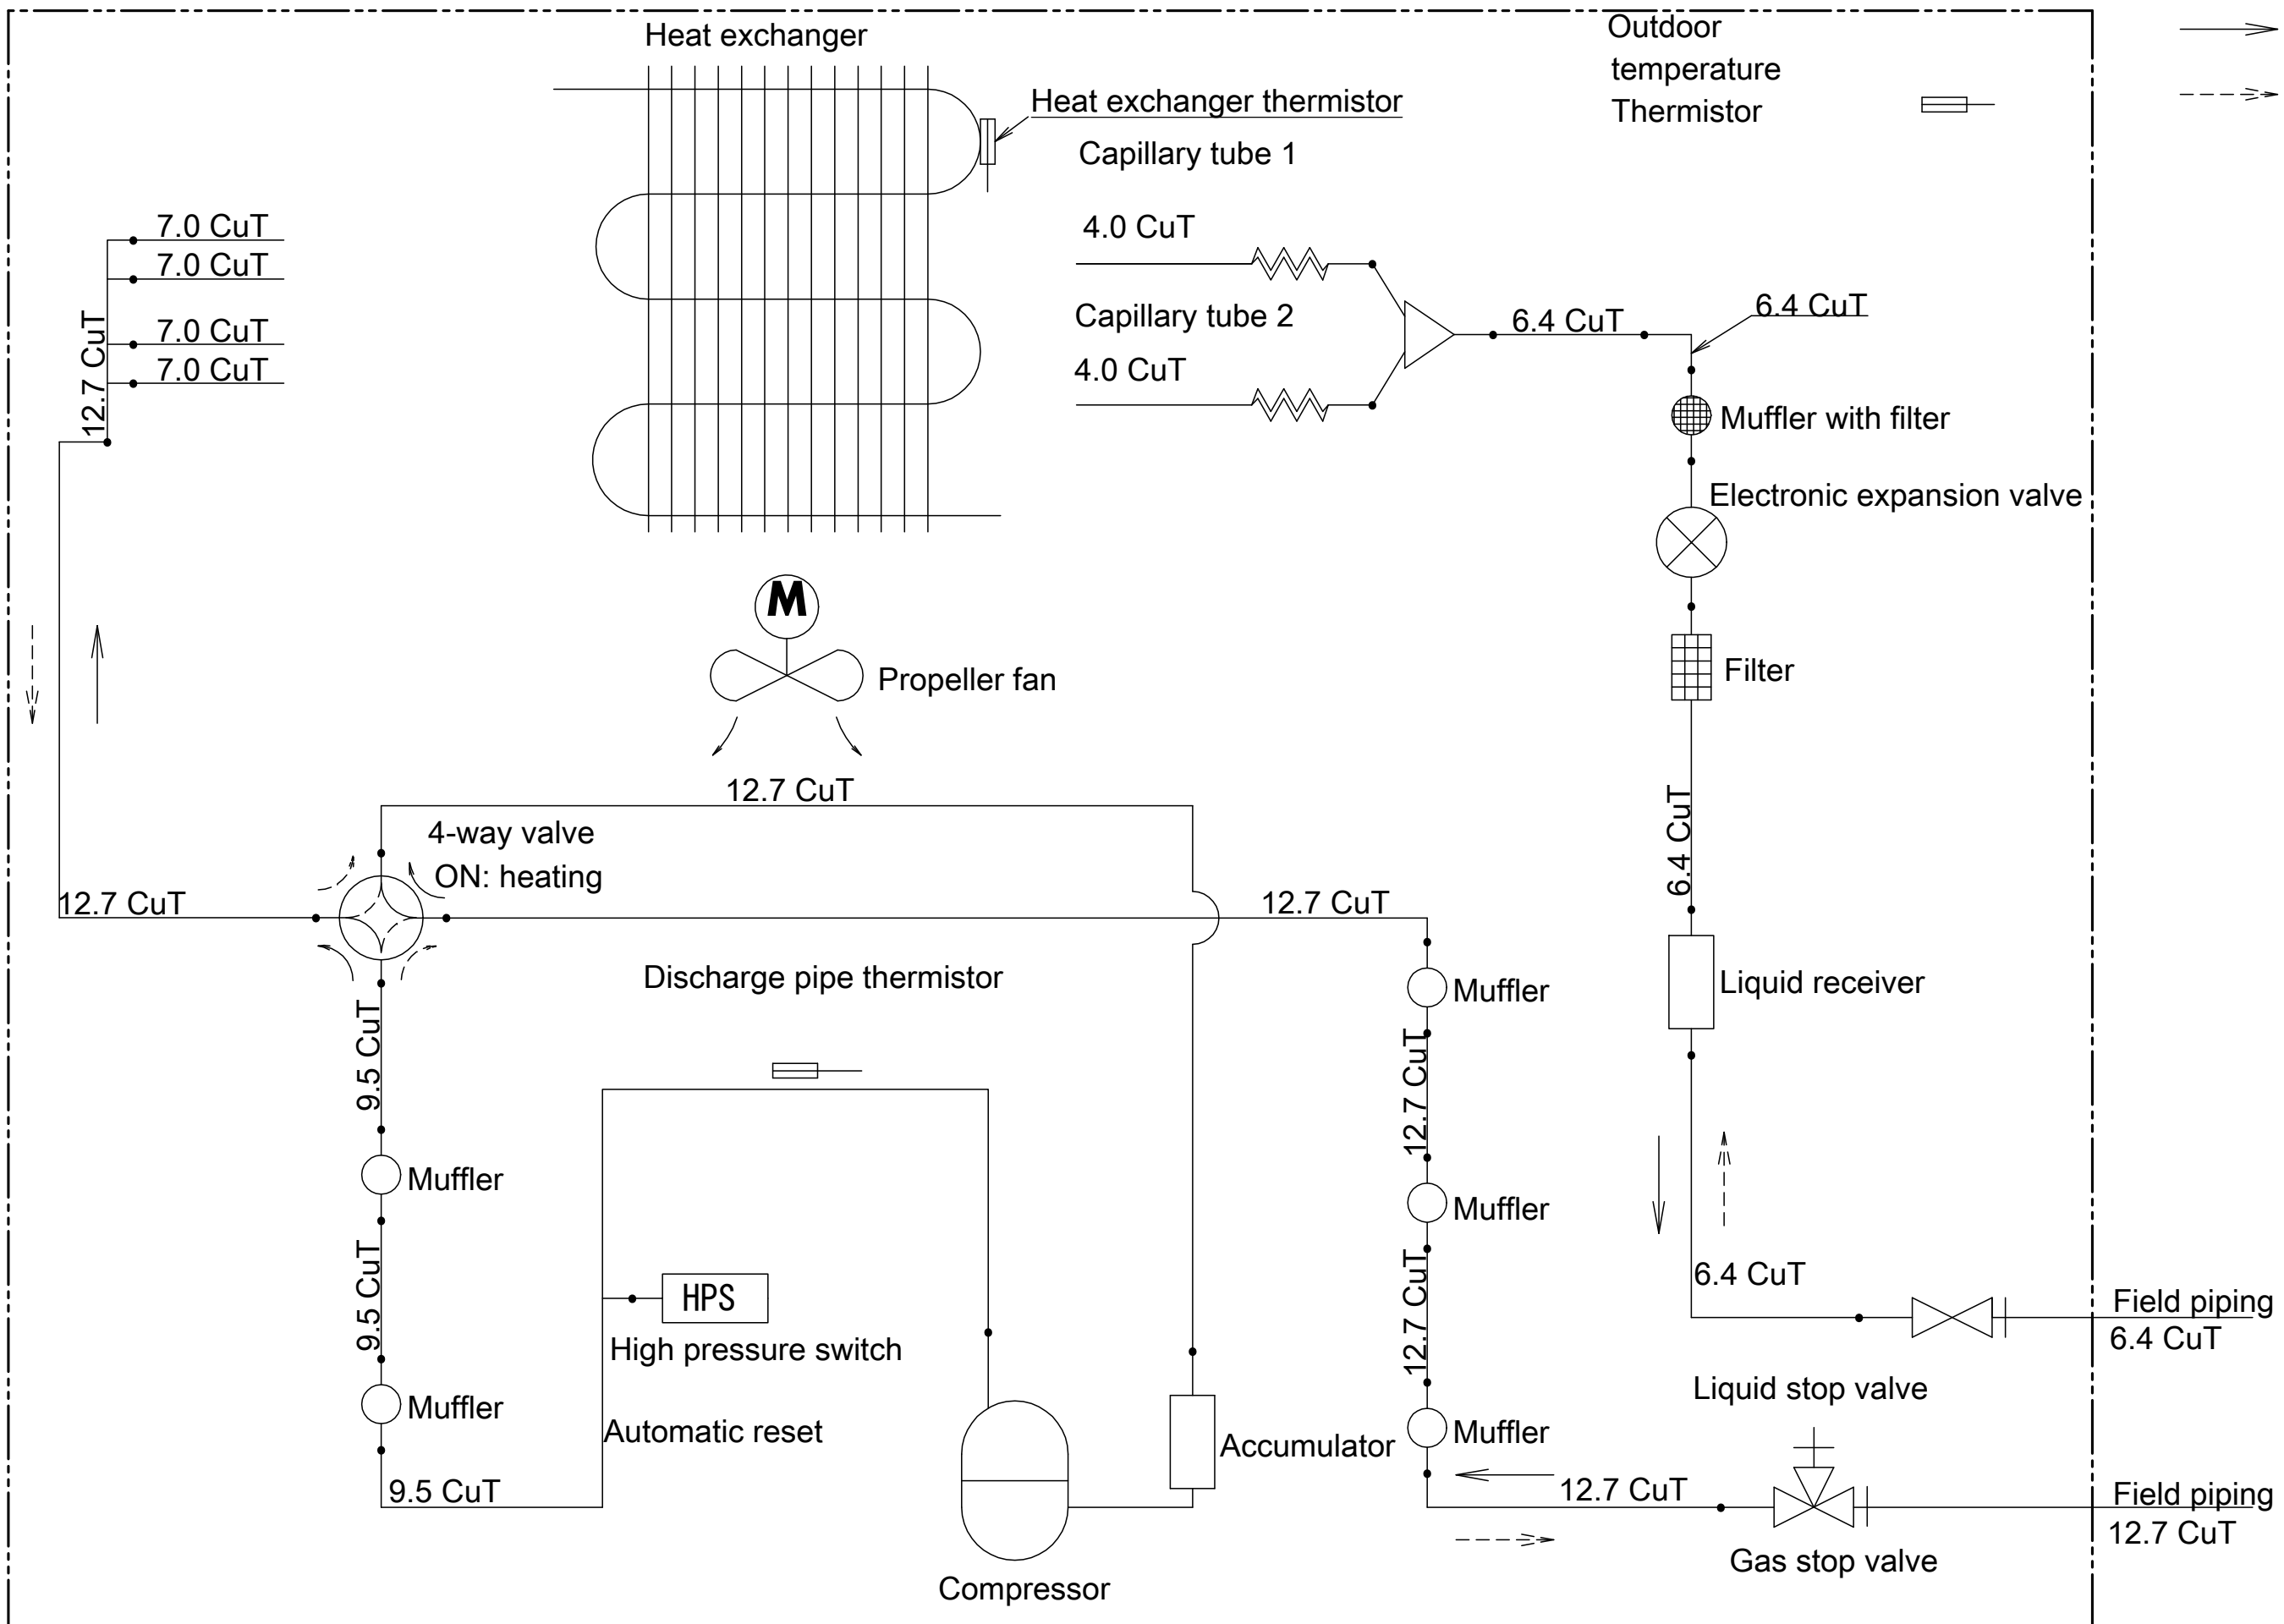 Heat exchanger
Outdoor
temperature
Thermistor
Heat exchanger thermistor
Capillary tube 1
7.0 CuT
7.0 CuT
7.0 CuT
7.0 CuT
12.7 CuT
4.0 CuT
Capillary tube 2
4.0 CuT
6.4 CuT
6.4 CuT
Muffler with filter
Electronic expansion valve
M
Propeller fan
Filter
12.7 CuT
4-way valve
ON: heating
12.7 CuT
12.7 CuT
6.4 CuT
Discharge pipe thermistor
Muffler
Liquid receiver
9.5 CuT
12.7 CuT
Muffler
Muffler
9.5 CuT
HPS
High pressure switch
12.7 CuT
6.4 CuT
Field piping
6.4 CuT
Liquid stop valve
Muffler
Automatic reset
Accumulator
Muffler
9.5 CuT
12.7 CuT
Field piping
12.7 CuT
Gas stop valve
Compressor